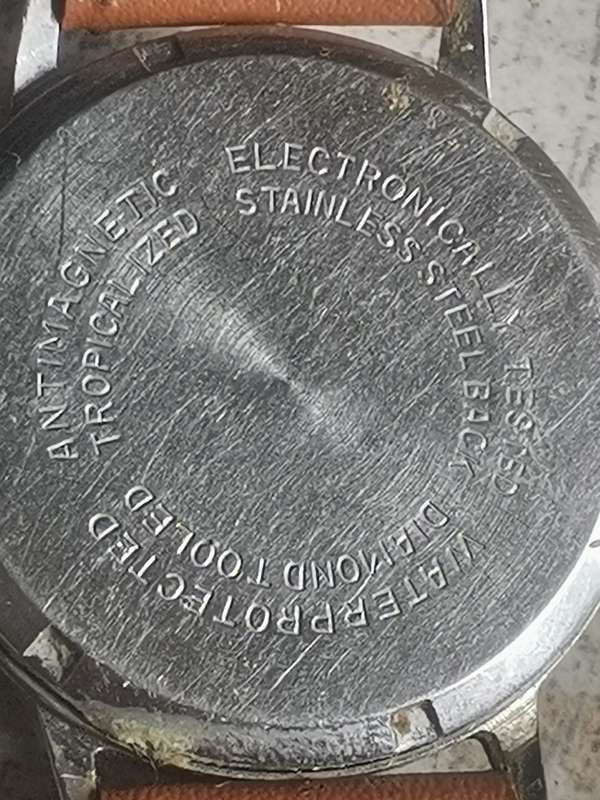 ANTIMAGNETIC
TROPICALIZED
ELECTRONICALLY TESTED
STAINLESS STEEL BACK
WATERPROTECTED
DIAMOND TOOLED